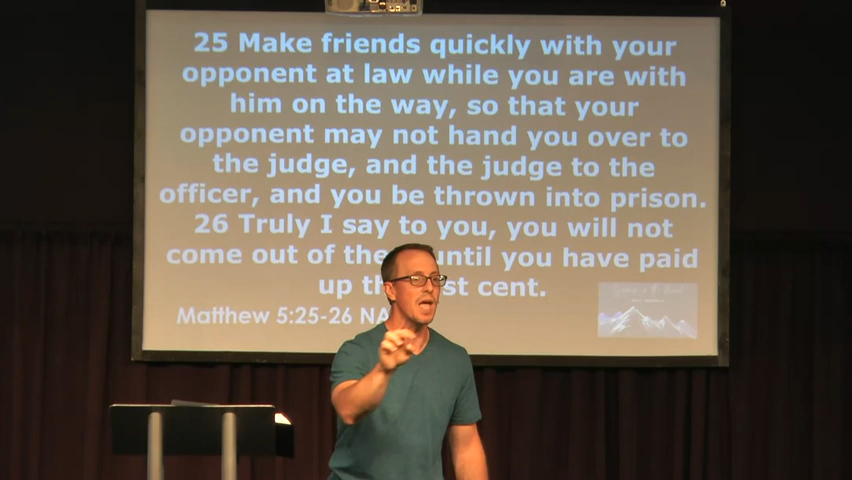 25 Make friends quickly with your
opponent at law while you are with
him on the way, so that your
opponent may not hand you over to
the judge, and the judge to the
officer, and you be thrown into prison.
26 Truly I say to you, you will not
come out of the until you have paid
up st cent.
Matthew 5:25-26 NA